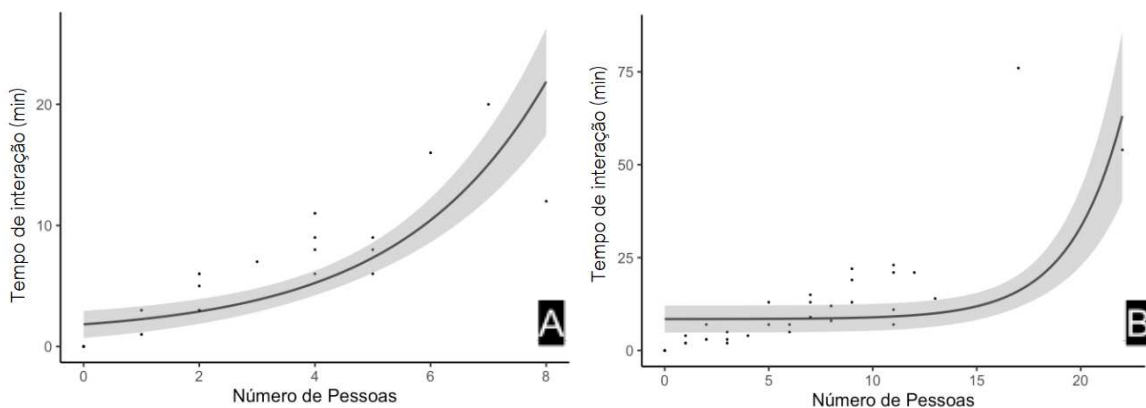 Tempo de interação (min)
20
10
0
0 2 4 6 8
Número de Pessoas
A
Tempo de interação (min)
75
50
25
0
0 5 10 15 20
Número de Pessoas
B